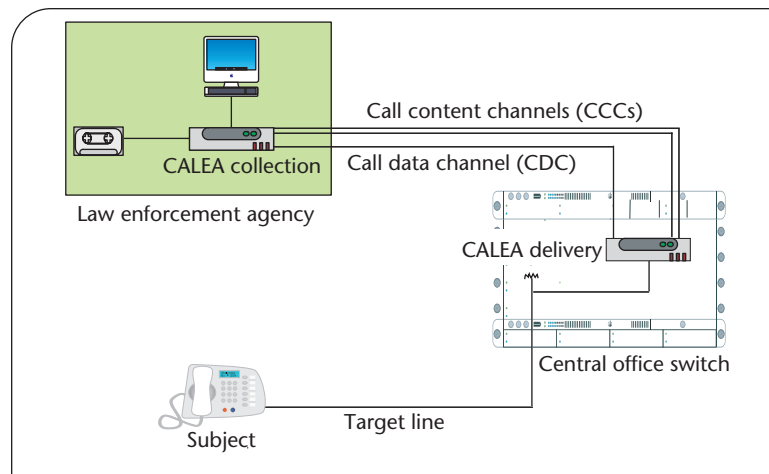 Call content channels (CCCs)
CALEA collection
Call data channel (CDC)
Law enforcement agency
CALEA delivery
Central office switch
Target line
Subject